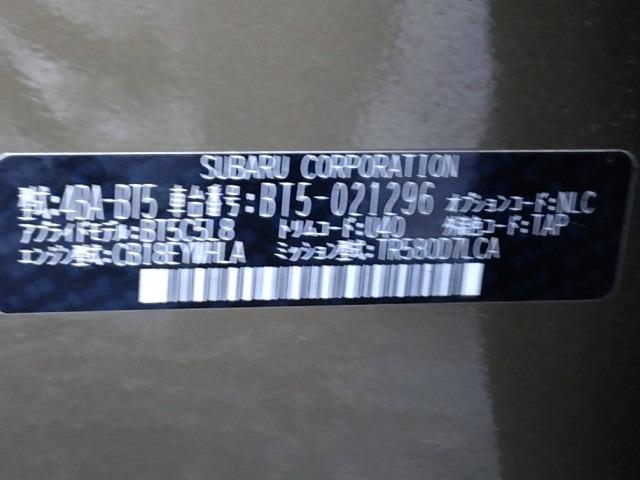 SUBARU CORPORATION
型式:4BA-BT5 車台番号:BT5-021296 オプションコード:NLC
アプライドモデル:BT5C5L8 トリムコード:U40 外装色コード:TAP
エンジン型式:CB18EYWHLA ミッション型式:TR580D7LCA